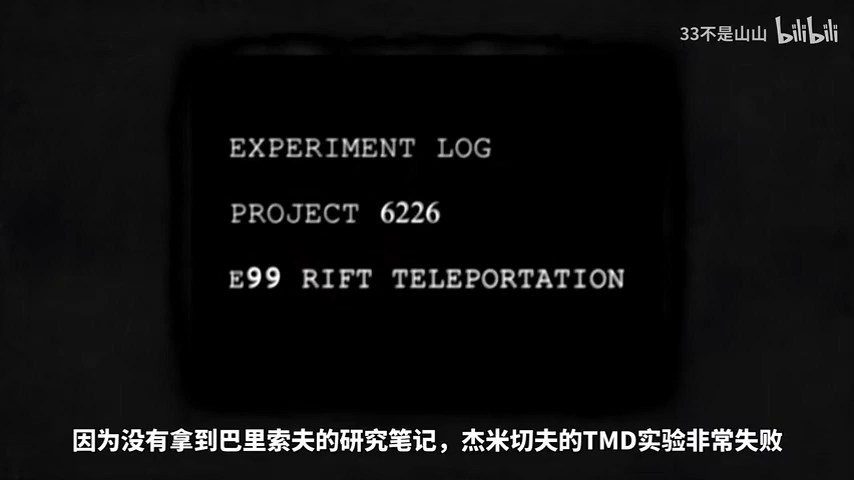 33不是山山 bilibili
EXPERIMENT LOG
PROJECT 6226
E99 RIFT TELEPORTATION
因为没有拿到巴里索夫的研究笔记，杰米切夫的TMD实验非常失败